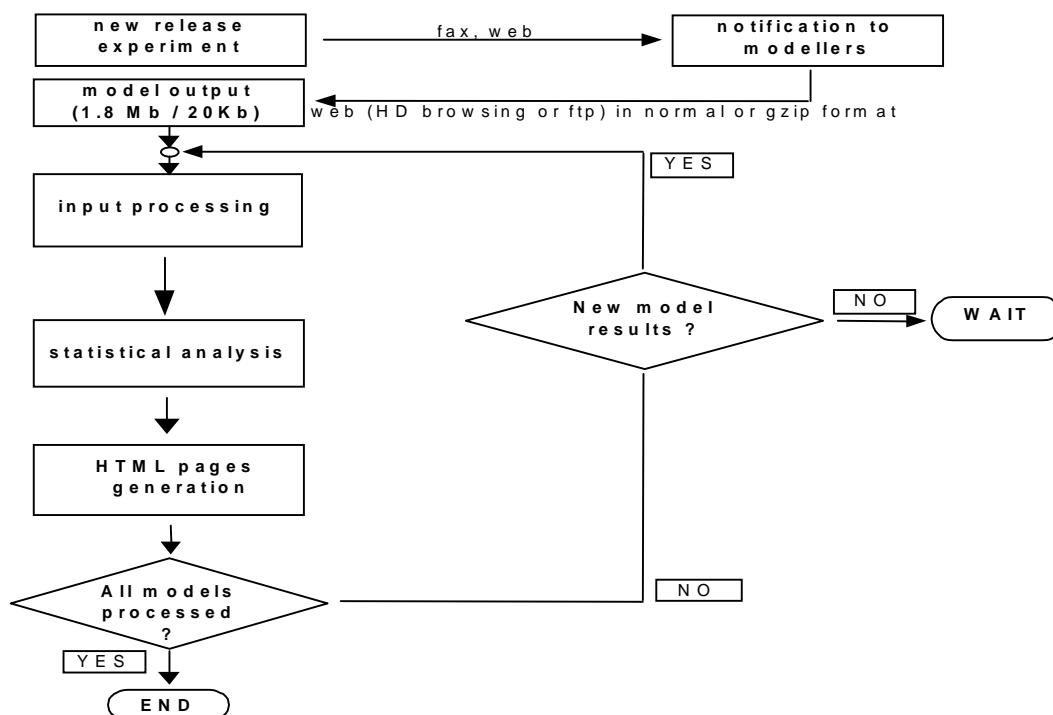 new release
experiment
fax, web
notification to
modellers
model output
(1.8 Mb / 20Kb)
web (HD browsing or ftp) in normal or gzip format
YES
input processing
New model
results ?
NO
WAIT
statistical analysis
HTML pages
generation
All models
processed
?
NO
YES
END